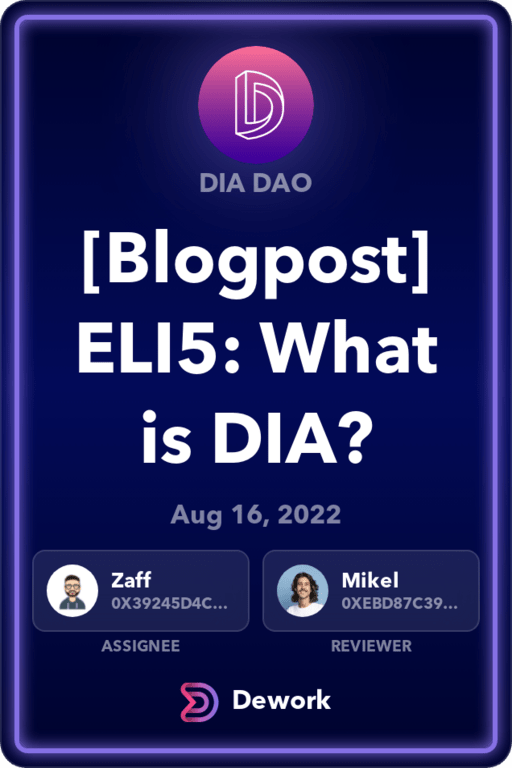 DIA DAO
[Blogpost]
ELI5: What
is DIA?
Aug 16, 2022
Zaff
0X39245D4C...
ASSIGNEE
Mikel
0XEBD87C39...
REVIEWER
Dework